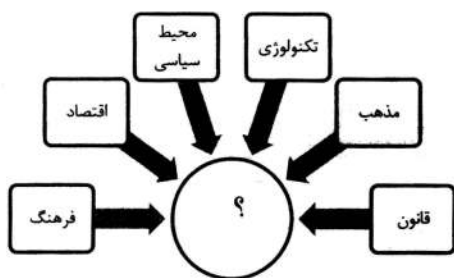 محیط
سیاسی
تکنولوژی
اقتصاد
مذهب
فرهنگ
؟
قانون